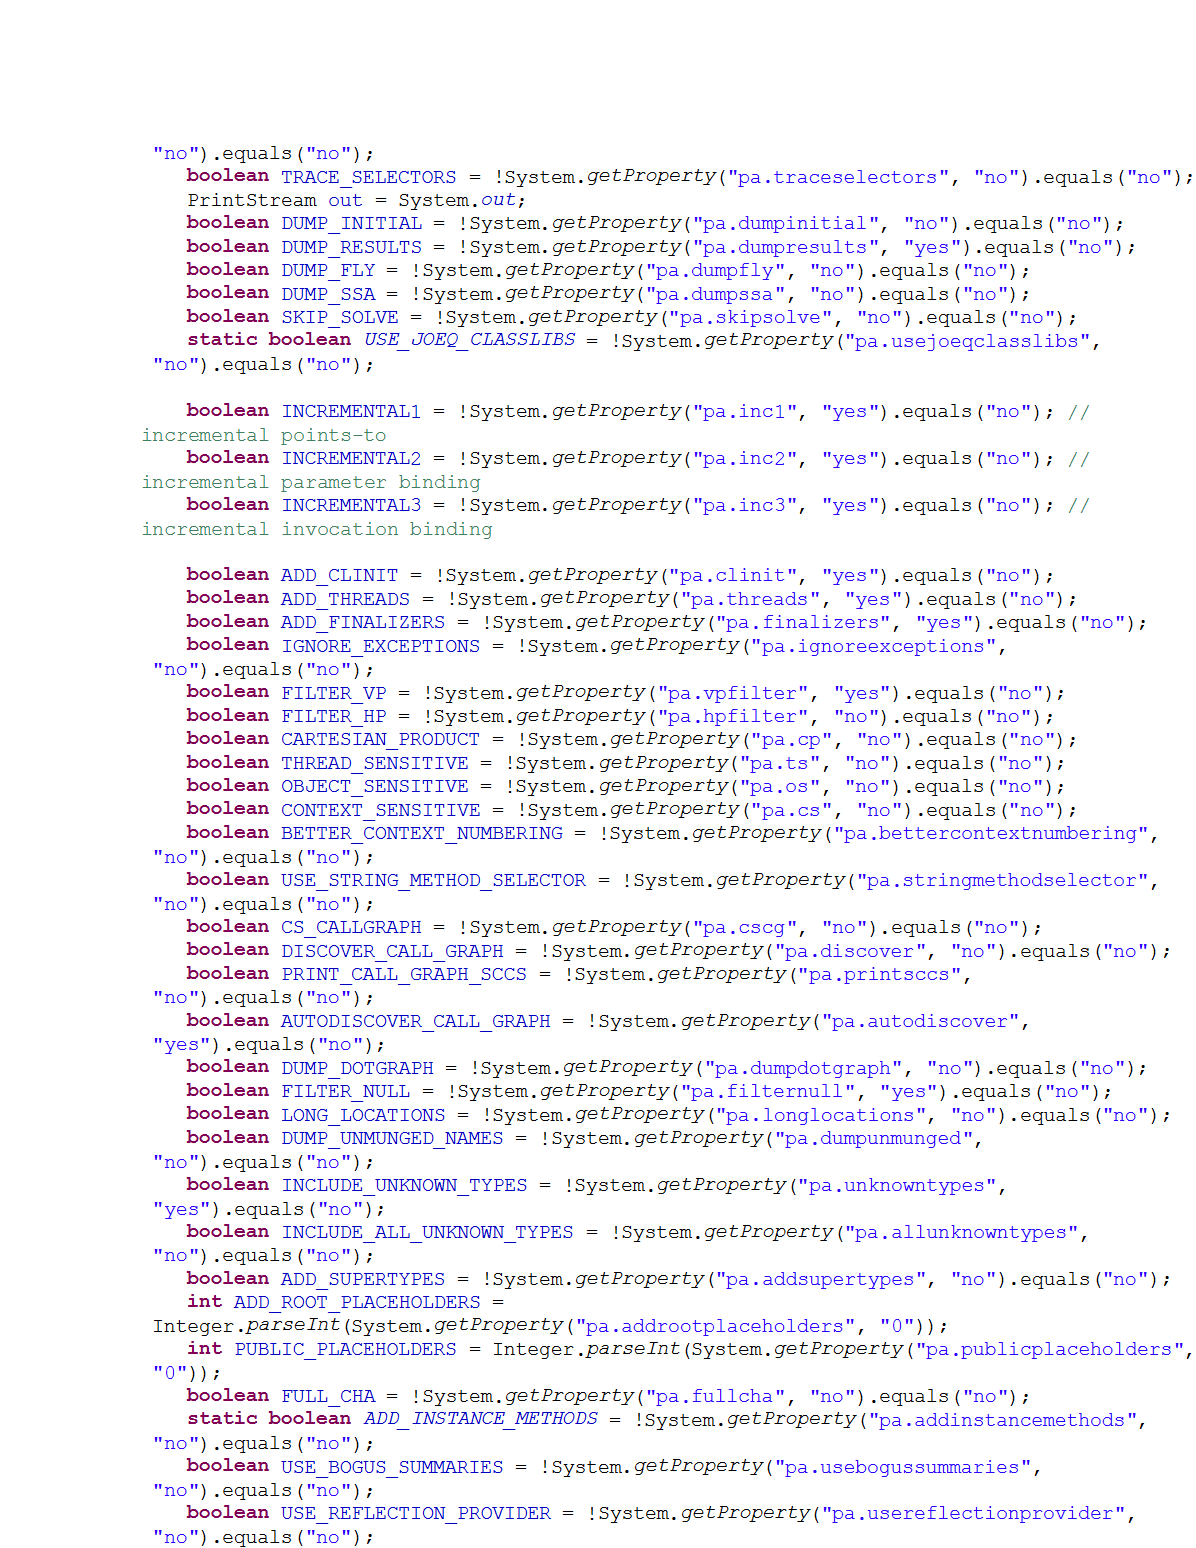 "no").equals("no");
boolean TRACE_SELECTORS = !System.getProperty("pa.traceselectors", "no").equals("no");
PrintStream out = System.out;
boolean DUMP_INITIAL = !System.getProperty("pa.dumpinitial", "no").equals("no");
boolean DUMP_RESULTS = !System.getProperty("pa.dumpresults", "yes").equals("no");
boolean DUMP_FLY = !System.getProperty("pa.dumpfly", "no").equals("no");
boolean DUMP_SSA = !System.getProperty("pa.dumpssa", "no").equals("no");
boolean SKIP_SOLVE = !System.getProperty("pa.skipsolve", "no").equals("no");
static boolean USE_JOEQ_CLASSLIBS = !System.getProperty("pa.usejoeqclasslibs",
"no").equals("no");
boolean INCREMENTAL1 = !System.getProperty("pa.inc1", "yes").equals("no"); //
incremental points-to
boolean INCREMENTAL2 = !System.getProperty("pa.inc2", "yes").equals("no"); //
incremental parameter binding
boolean INCREMENTAL3 = !System.getProperty("pa.inc3", "yes").equals("no"); //
incremental invocation binding
boolean ADD_CLINIT = !System.getProperty("pa.clinit", "yes").equals("no");
boolean ADD_THREADS = !System.getProperty("pa.threads", "yes").equals("no");
boolean ADD_FINALIZERS = !System.getProperty("pa.finalizers", "yes").equals("no");
boolean IGNORE_EXCEPTIONS = !System.getProperty("pa.ignoreexceptions",
"no").equals("no");
boolean FILTER_VP = !System.getProperty("pa.vpfilter", "yes").equals("no");
boolean FILTER_HP = !System.getProperty("pa.hpfilter", "no").equals("no");
boolean CARTESIAN_PRODUCT = !System.getProperty("pa.cp", "no").equals("no");
boolean THREAD_SENSITIVE = !System.getProperty("pa.ts", "no").equals("no");
boolean OBJECT_SENSITIVE = !System.getProperty("pa.os", "no").equals("no");
boolean CONTEXT_SENSITIVE = !System.getProperty("pa.cs", "no").equals("no");
boolean BETTER_CONTEXT_NUMBERING = !System.getProperty("pa.bettercontextnumbering",
"no").equals("no");
boolean USE_STRING_METHOD_SELECTOR = !System.getProperty("pa.stringmethodselector",
"no").equals("no");
boolean CS_CALLGRAPH = !System.getProperty("pa.cscg", "no").equals("no");
boolean DISCOVER_CALL_GRAPH = !System.getProperty("pa.discover", "no").equals("no");
boolean PRINT_CALL_GRAPH_SCCS = !System.getProperty("pa.printsccs",
"no").equals("no");
boolean AUTODISCOVER_CALL_GRAPH = !System.getProperty("pa.autodiscover",
"yes").equals("no");
boolean DUMP_DOTGRAPH = !System.getProperty("pa.dumpdotgraph", "no").equals("no");
boolean FILTER_NULL = !System.getProperty("pa.filternull", "yes").equals("no");
boolean LONG_LOCATIONS = !System.getProperty("pa.longlocations", "no").equals("no");
boolean DUMP_UNMUNGED_NAMES = !System.getProperty("pa.dumpunmunged",
"no").equals("no");
boolean INCLUDE_UNKNOWN_TYPES = !System.getProperty("pa.unknowntypes",
"yes").equals("no");
boolean INCLUDE_ALL_UNKNOWN_TYPES = !System.getProperty("pa.allunknowntypes",
"no").equals("no");
boolean ADD_SUPERTYPES = !System.getProperty("pa.addsupertypes", "no").equals("no");
int ADD_ROOT_PLACEHOLDERS =
Integer.parseInt(System.getProperty("pa.addrootplaceholders", "0"));
int PUBLIC_PLACEHOLDERS = Integer.parseInt(System.getProperty("pa.publicplaceholders",
"0"));
boolean FULL_CHA = !System.getProperty("pa.fullcha", "no").equals("no");
static boolean ADD_INSTANCE_METHODS = !System.getProperty("pa.addinstancemethods",
"no").equals("no");
boolean USE_BOGUS_SUMMARIES = !System.getProperty("pa.usebogussummaries",
"no").equals("no");
boolean USE_REFLECTION_PROVIDER = !System.getProperty("pa.usereflectionprovider",
"no").equals("no");